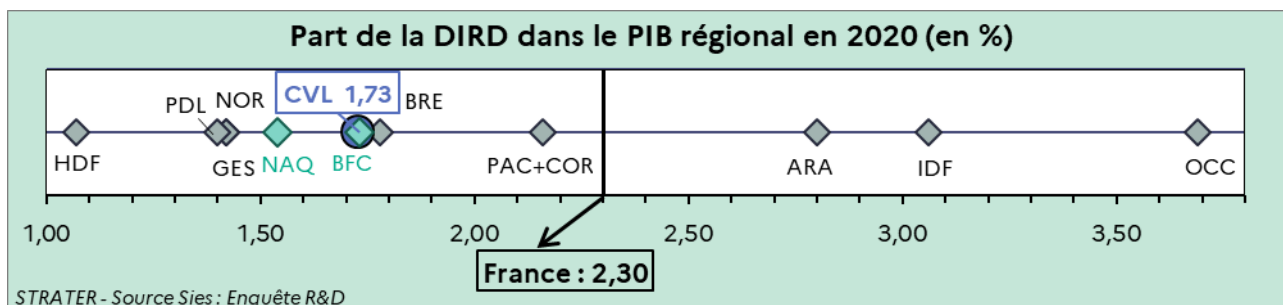 Part de la DIRD dans le PIB régional en 2020 (en %)
CVL 1,73
PDL NOR BRE
HDF GES NAQ BFC PAC+COR ARA IDF OCC
1,00 1,50 2,00 2,50 3,00 3,50
France : 2,30
STRATER - Source Sies : Enquête R&D